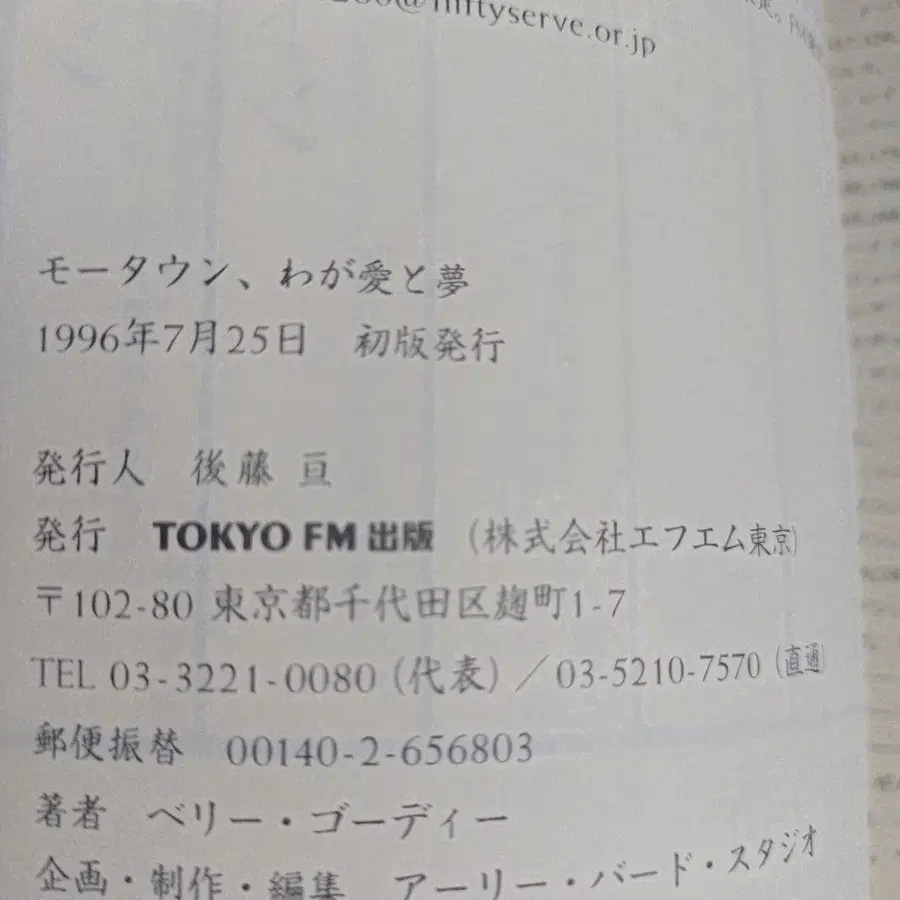 @niftyserve.or.jp
モータウン、わが愛と夢
1996年7月25日　初版発行
発行人　後藤 亘
発行　TOKYO FM 出版　（株式会社エフエム東京）
〒102-80 東京都千代田区麹町1-7
TEL 03-3221-0080（代表）／03-5210-7570（直通）
郵便振替　00140-2-656803
著者　ベリー・ゴーディー
企画・制作・編集　アーリー・バード・スタジオ